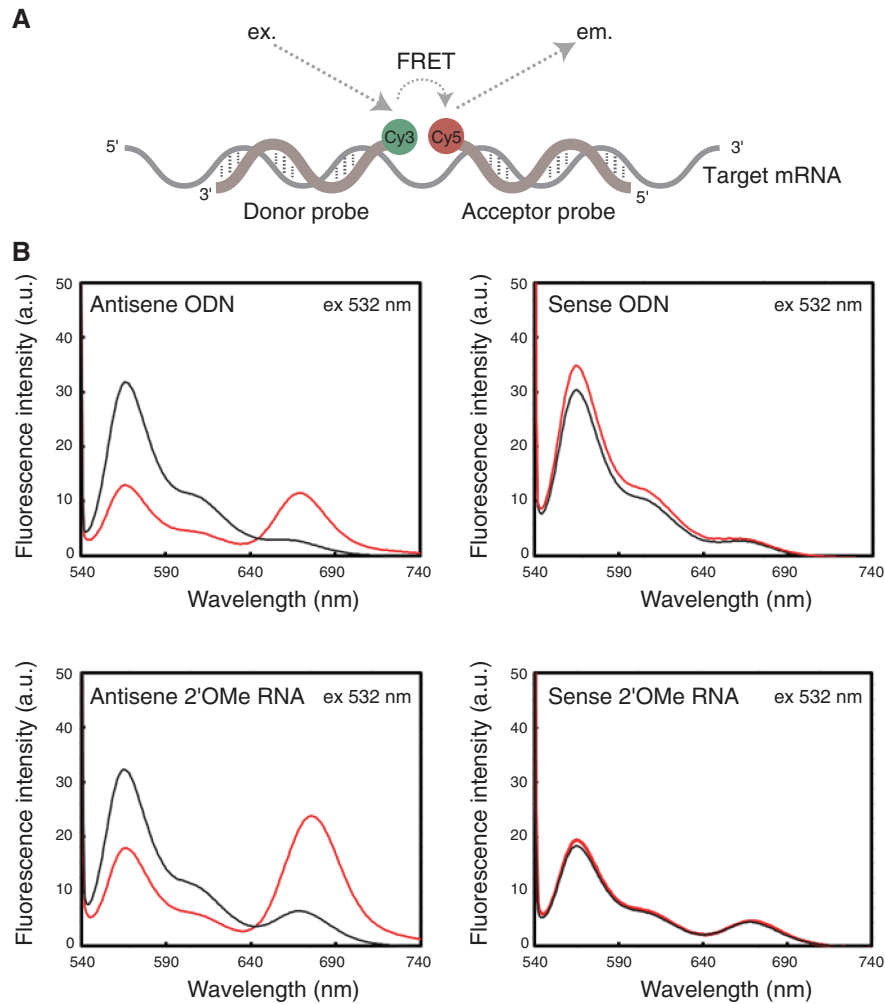 A
ex.
em.
FRET
Cy3
Cy5
5'
3'
Target mRNA
3'
5'
Donor probe
Acceptor probe
B
Fluorescence intensity (a.u.)
50
40
30
20
10
0
Antisene ODN
ex 532 nm
540
590
640
690
740
Wavelength (nm)
Fluorescence intensity (a.u.)
50
40
30
20
10
0
Sense ODN
ex 532 nm
540
590
640
690
740
Wavelength (nm)
Fluorescence intensity (a.u.)
50
40
30
20
10
0
Antisene 2'OMe RNA
ex 532 nm
540
590
640
690
740
Wavelength (nm)
Fluorescence intensity (a.u.)
50
40
30
20
10
0
Sense 2'OMe RNA
ex 532 nm
540
590
640
690
740
Wavelength (nm)